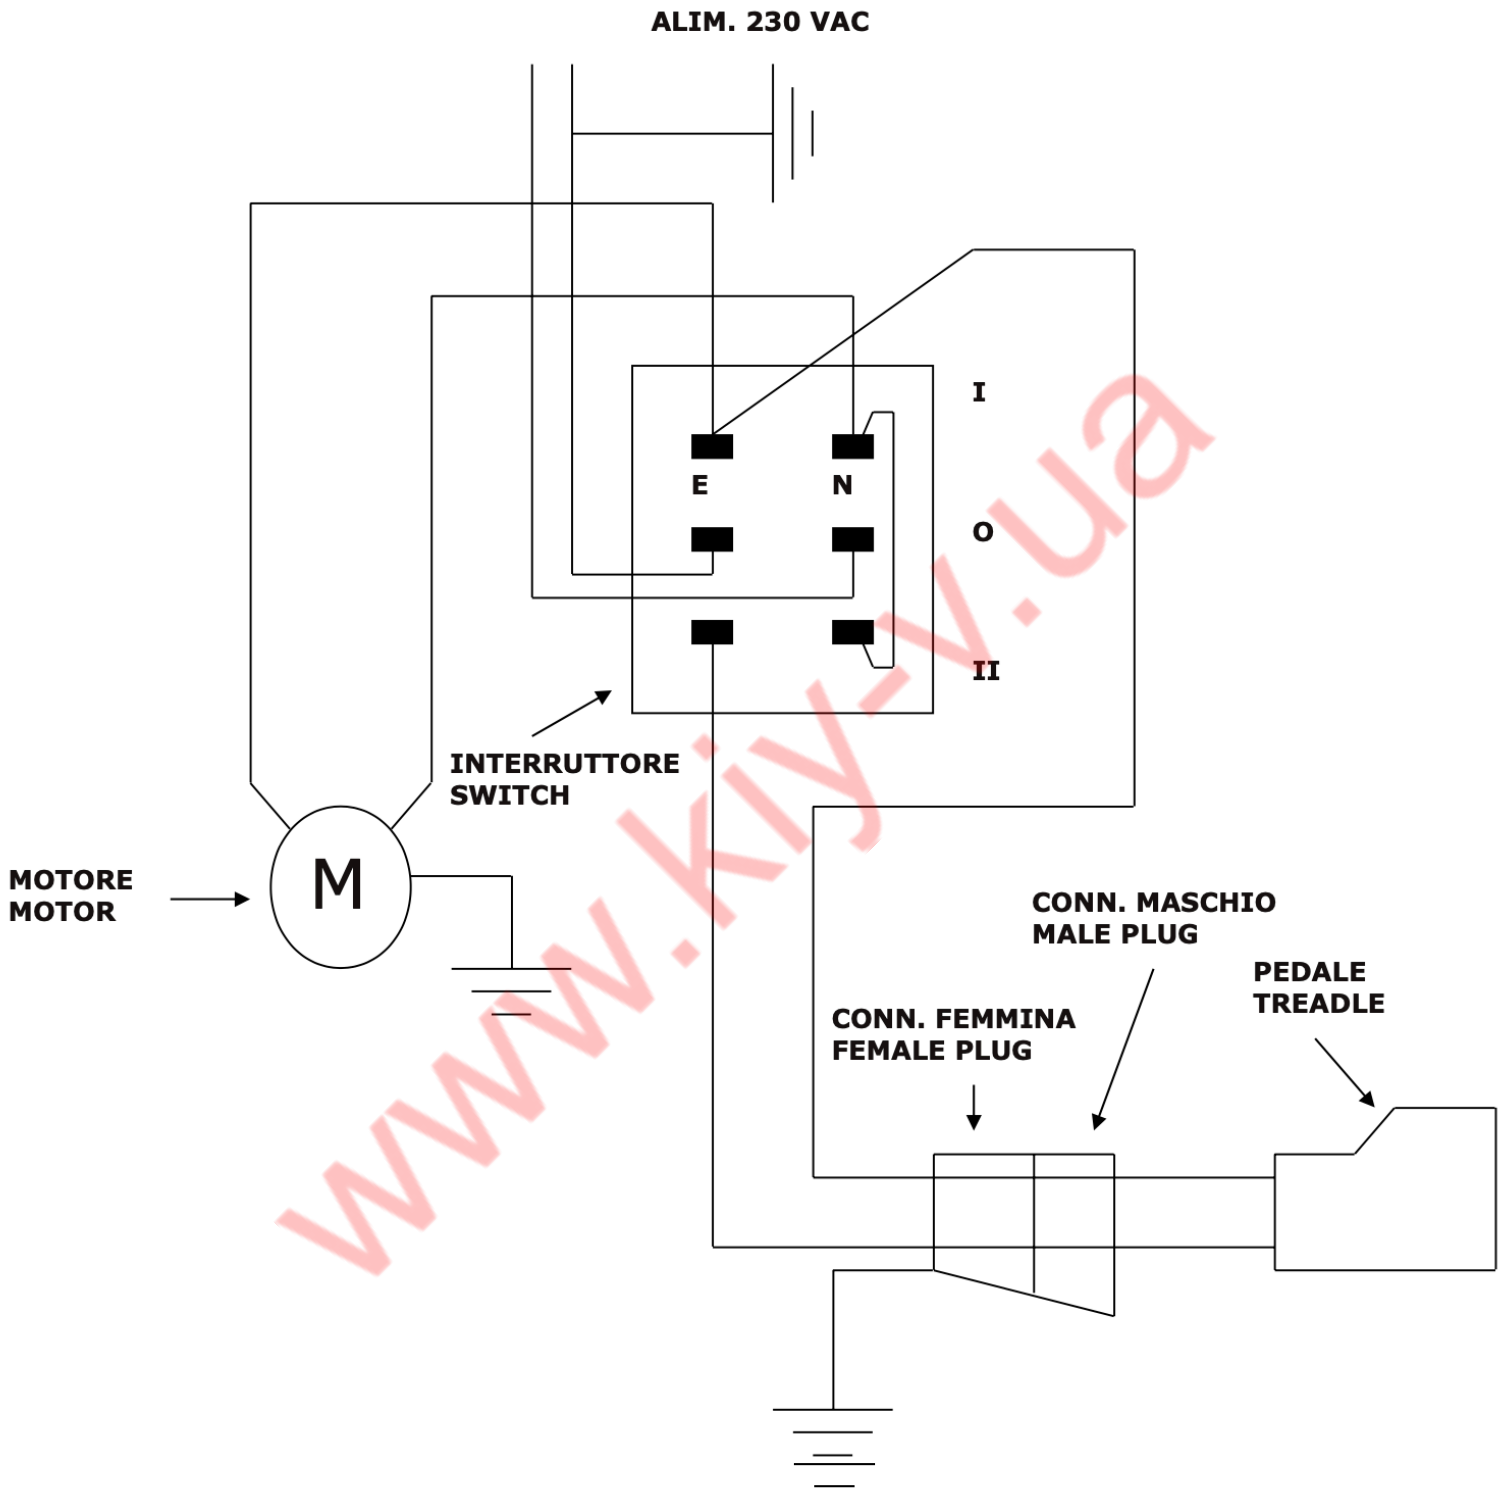 ALIM. 230 VAC
I
E N
O
II
INTERRUTTORE
SWITCH
M
MOTORE
MOTOR
CONN. MASCHIO
MALE PLUG
PEDALE
TREADLE
CONN. FEMMINA
FEMALE PLUG
www.kiy-v.ua